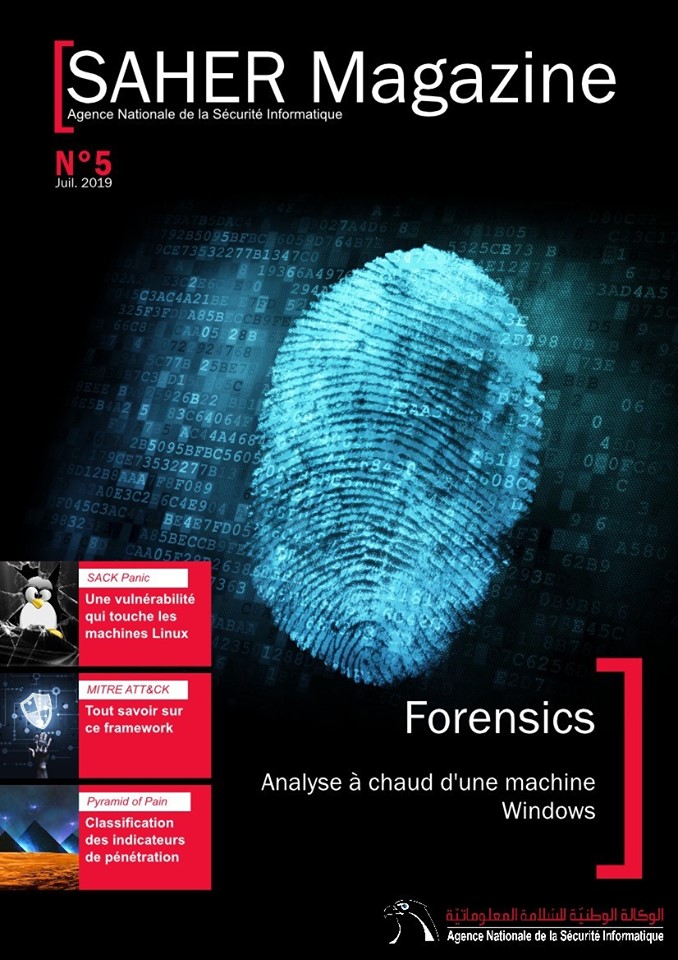 SAHER Magazine
Agence Nationale de la Sécurité Informatique
N°5
Juil. 2019
SACK Panic
Une vulnérabilité
qui touche les
machines Linux
MITRE ATT&CK
Tout savoir sur
ce framework
Pyramid of Pain
Classification
des indicateurs
de pénétration
Forensics
Analyse à chaud d'une machine
Windows
الوكالة الوطنيّة للسّلامة المعلوماتيّة
Agence Nationale de la Sécurité Informatique